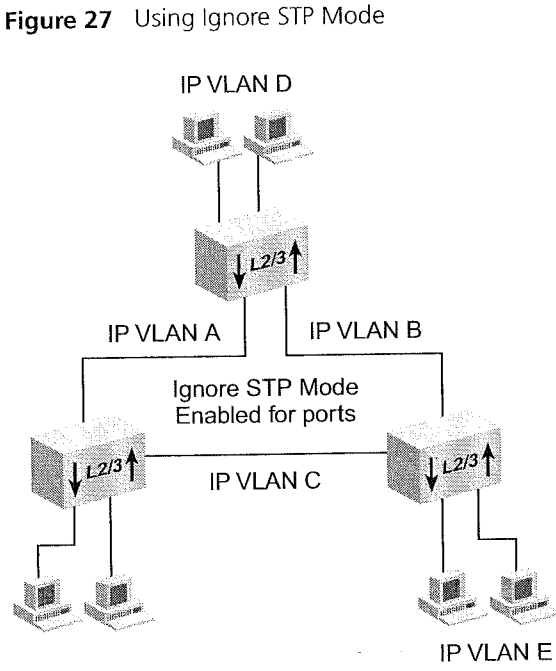 Figure 27 Using Ignore STP Mode
IP VLAN D
L2/3
IP VLAN A
IP VLAN B
Ignore STP Mode
Enabled for ports
L2/3
L2/3
IP VLAN C
IP VLAN E